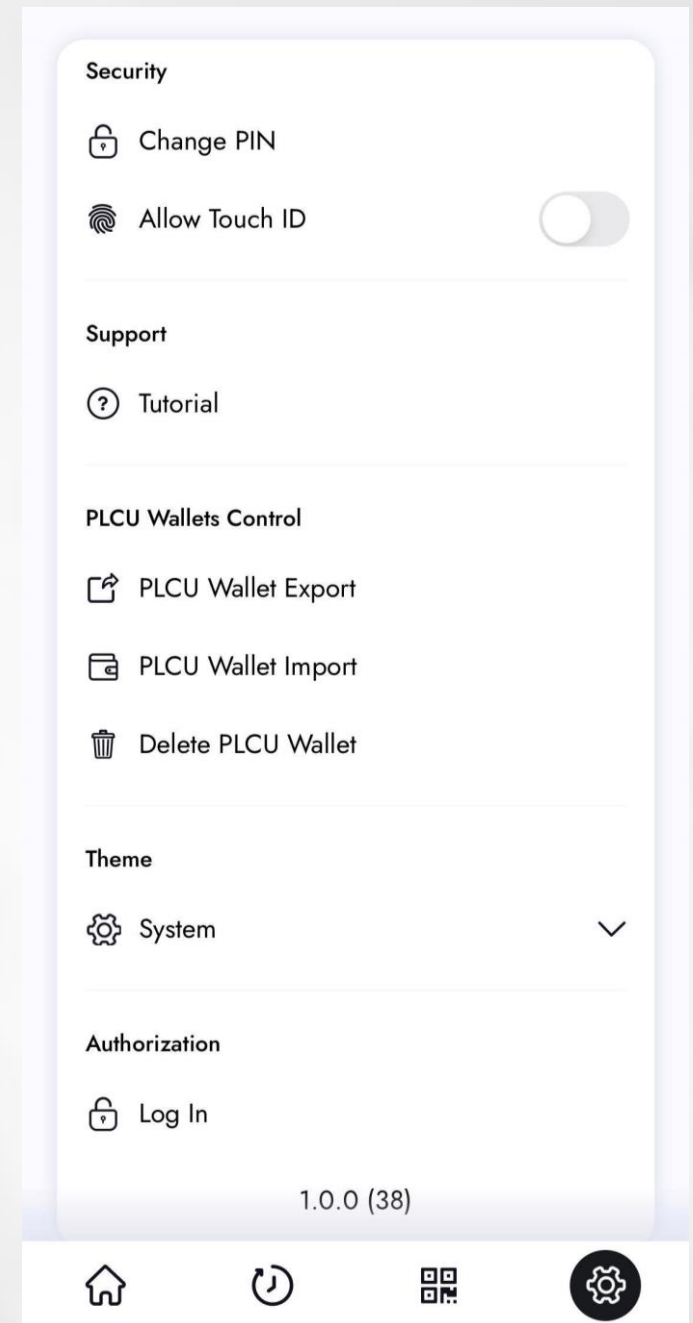 Security
Change PIN
Allow Touch ID
Support
Tutorial
PLCU Wallets Control
PLCU Wallet Export
PLCU Wallet Import
Delete PLCU Wallet
Theme
System
Authorization
Log In
1.0.0 (38)